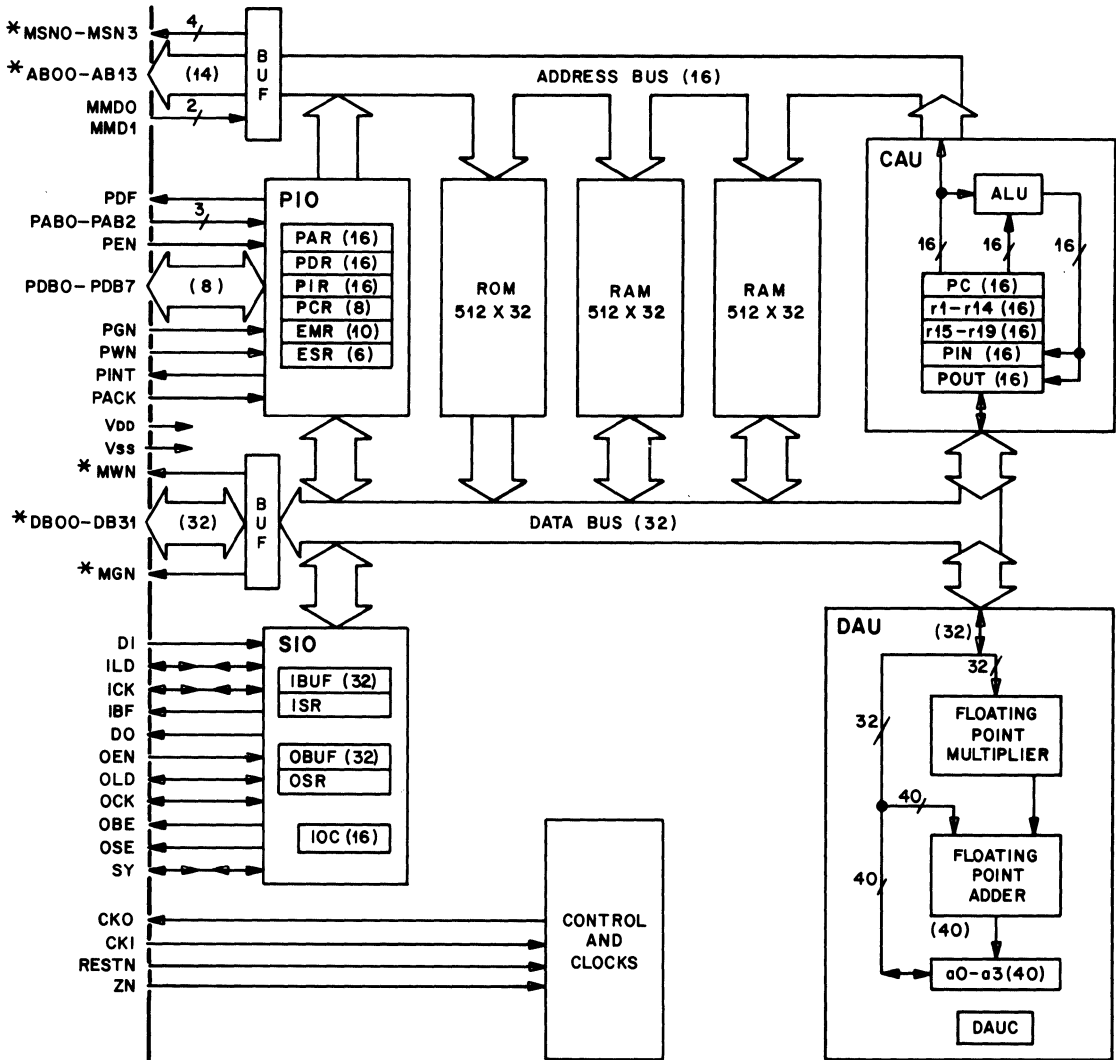 *MSN0-MSN3
4
*AB00-AB13
(14)
BUF
ADDRESS BUS (16)
MMD0
MMD1
2
PDF
PAB0-PAB2
3
PEN
PDB0-PDB7
(8)
PGN
PWN
PINT
PACK
VDD
VSS
*MWN
*DB00-DB31
(32)
BUF
DATA BUS (32)
*MGN
PIO
PAR (16)
PDR (16)
PIR (16)
PCR (8)
EMR (10)
ESR (6)
ROM
512 X 32
RAM
512 X 32
RAM
512 X 32
CAU
ALU
16
16
16
PC (16)
r1-r14 (16)
r15-r19 (16)
PIN (16)
POUT (16)
DI
ILD
ICK
IBF
DO
OEN
OLD
OCK
OBE
OSE
SY
SIO
IBUF (32)
ISR
OBUF (32)
OSR
IOC (16)
CKO
CKI
RESTN
ZN
CONTROL
AND
CLOCKS
DAU
(32)
32
32
FLOATING
POINT
MULTIPLIER
40
FLOATING
POINT
ADDER
40
(40)
a0-a3(40)
DAUC